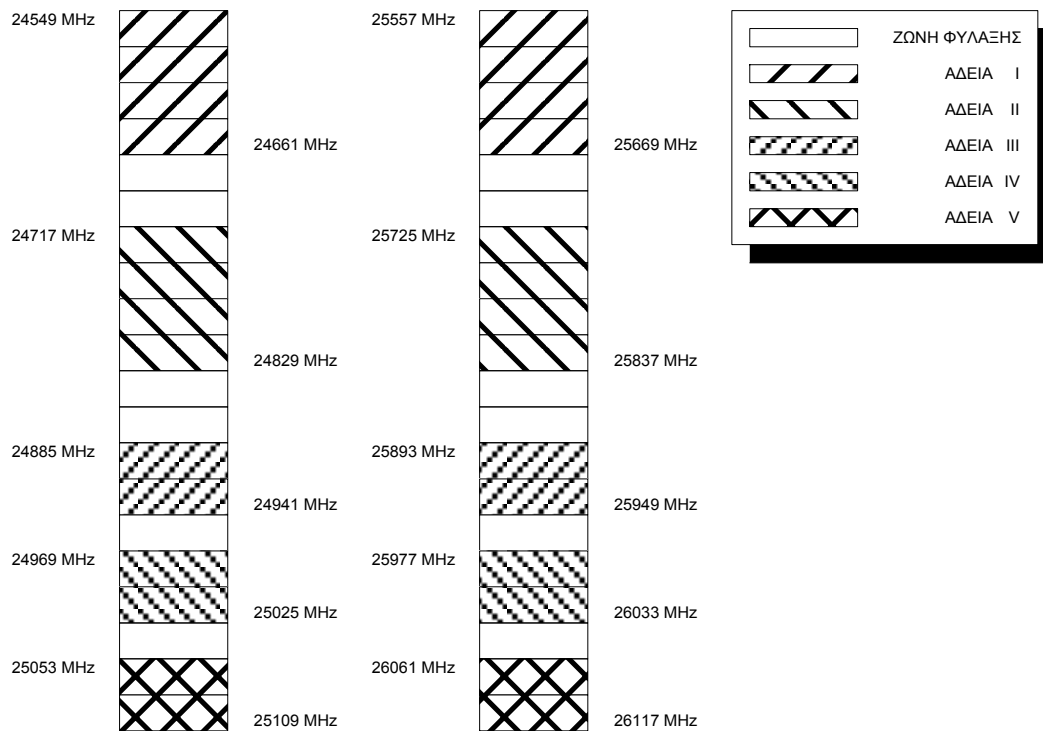 24549 MHz
24661 MHz
24717 MHz
24829 MHz
24885 MHz
24941 MHz
24969 MHz
25025 MHz
25053 MHz
25109 MHz
25557 MHz
25669 MHz
25725 MHz
25837 MHz
25893 MHz
25949 MHz
25977 MHz
26033 MHz
26061 MHz
26117 MHz
ΖΩΝΗ ΦΥΛΑΞΗΣ
ΑΔΕΙΑ I
ΑΔΕΙΑ II
ΑΔΕΙΑ III
ΑΔΕΙΑ IV
ΑΔΕΙΑ V